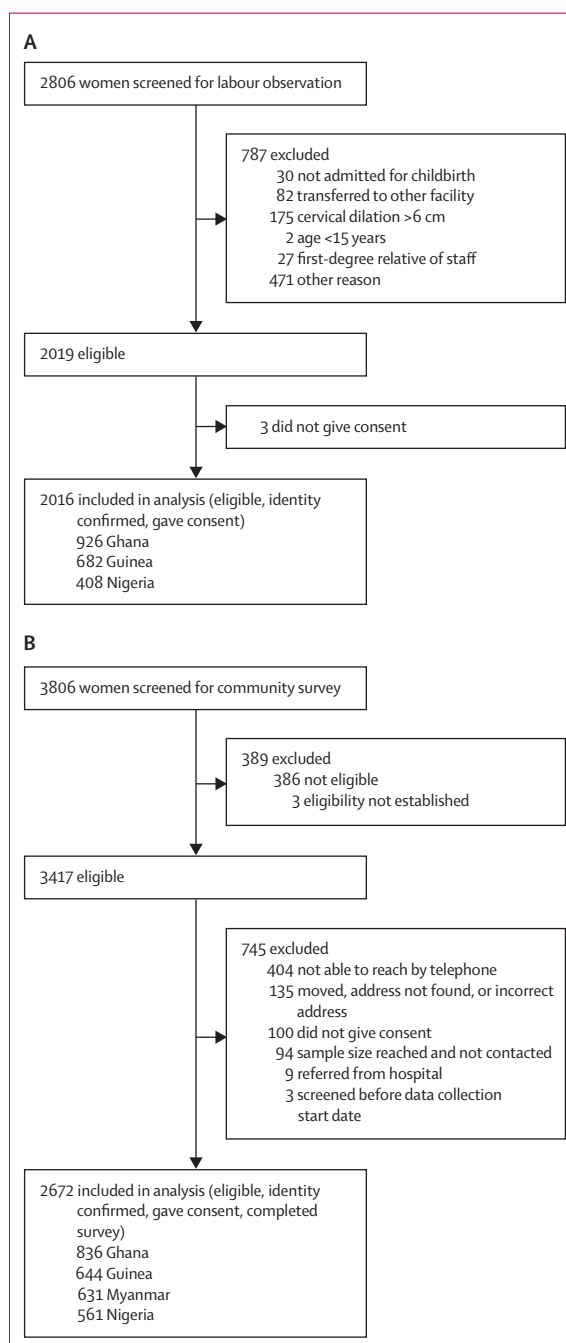 A
2806 women screened for labour observation
787 excluded
30 not admitted for childbirth
82 transferred to other facility
175 cervical dilation >6 cm
2 age <15 years
27 first-degree relative of staff
471 other reason
2019 eligible
3 did not give consent
2016 included in analysis (eligible, identity
confirmed, gave consent)
926 Ghana
682 Guinea
408 Nigeria
B
3806 women screened for community survey
389 excluded
386 not eligible
3 eligibility not established
3417 eligible
745 excluded
404 not able to reach by telephone
135 moved, address not found, or incorrect
address
100 did not give consent
94 sample size reached and not contacted
9 referred from hospital
3 screened before data collection
start date
2672 included in analysis (eligible, identity
confirmed, gave consent, completed
survey)
836 Ghana
644 Guinea
631 Myanmar
561 Nigeria